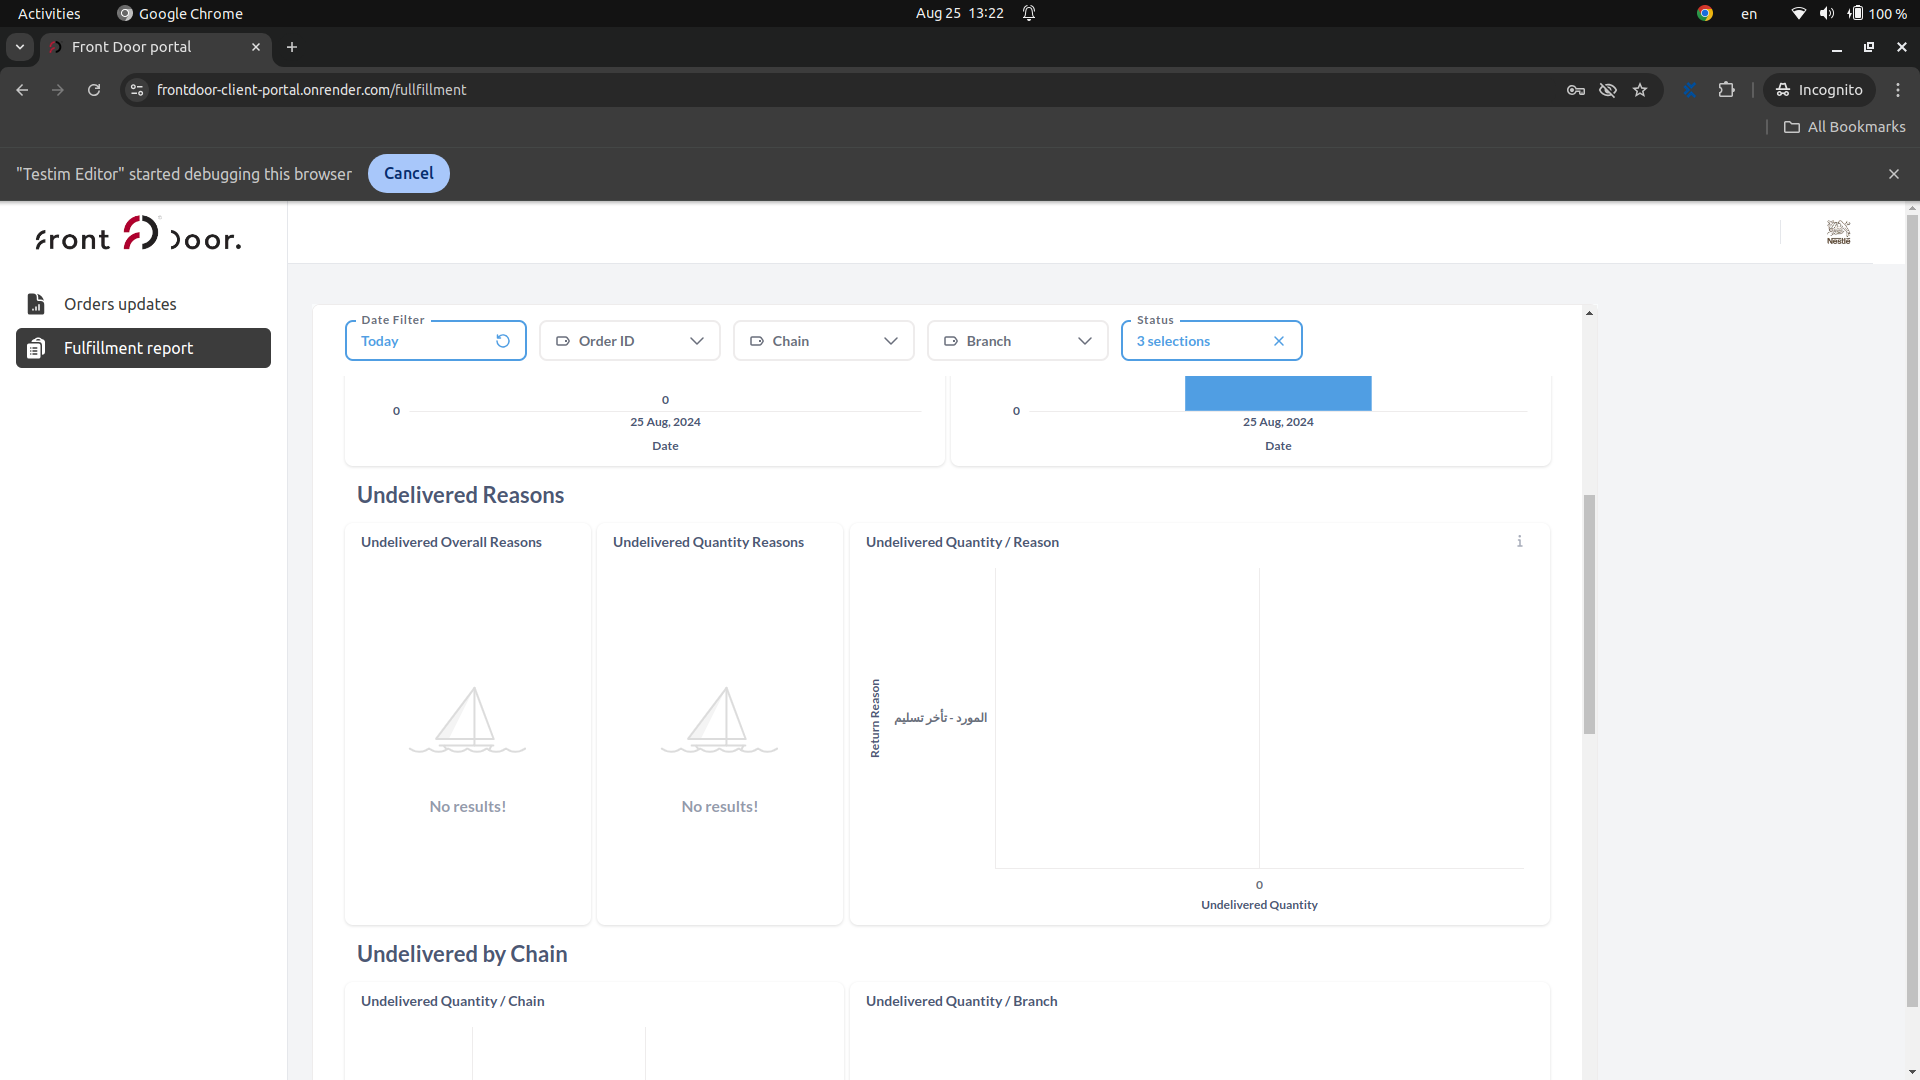 Activities
Google Chrome
Aug 25 13:22
en
100 %
Front Door portal
frontdoor-client-portal.onrender.com/fullfillment
Incognito
All Bookmarks
"Testim Editor" started debugging this browser
Cancel
front Door.
Nestlé
Orders updates
Fulfillment report
Date Filter
Today
Order ID
Chain
Branch
Status
3 selections
0
0
25 Aug, 2024
Date
0
25 Aug, 2024
Date
Undelivered Reasons
Undelivered Overall Reasons
No results!
Undelivered Quantity Reasons
No results!
Undelivered Quantity / Reason
Return Reason
المورد - تأخر تسليم
0
Undelivered Quantity
Undelivered by Chain
Undelivered Quantity / Chain
Undelivered Quantity / Branch